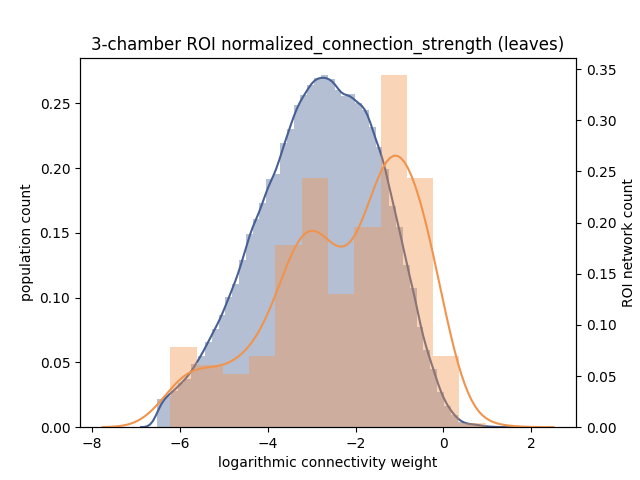 3-chamber ROI normalized_connection_strength (leaves)
population count
0.25
0.20
0.15
0.10
0.05
0.00
0.35
0.30
0.25
0.20
0.15
0.10
0.05
0.00
ROI network count
−8 −6 −4 −2 0 2
logarithmic connectivity weight